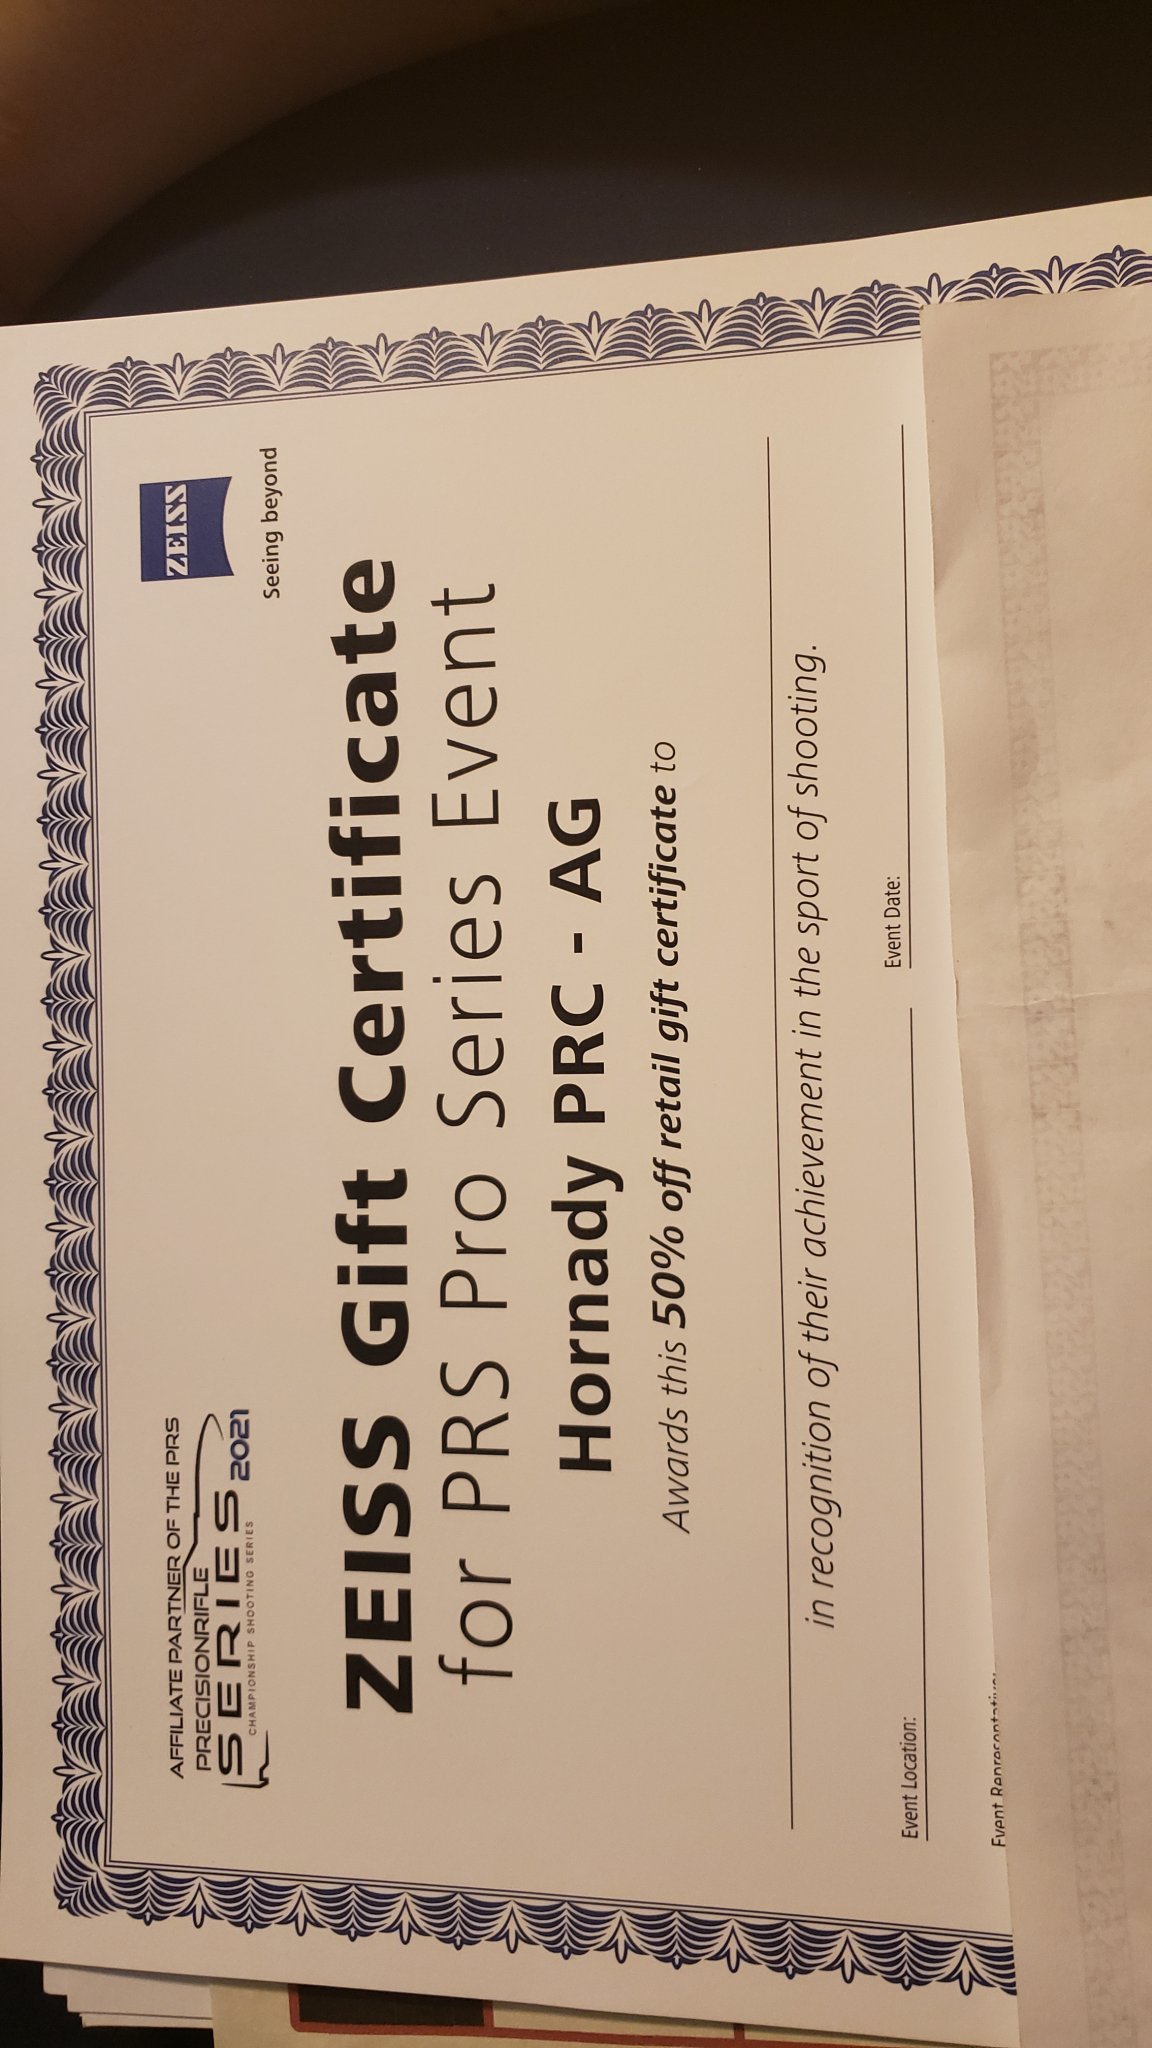 AFFILIATE PARTNER OF THE PRS
PRECISIONRIFLE
SERIES 2021
CHAMPIONSHIP SHOOTING SERIES
ZEISS
Seeing beyond
ZEISS Gift Certificate
for PRS Pro Series Event
Hornady PRC - AG
Awards this 50% off retail gift certificate to
in recognition of their achievement in the sport of shooting.
Event Location:
Event Date:
Event Representative: